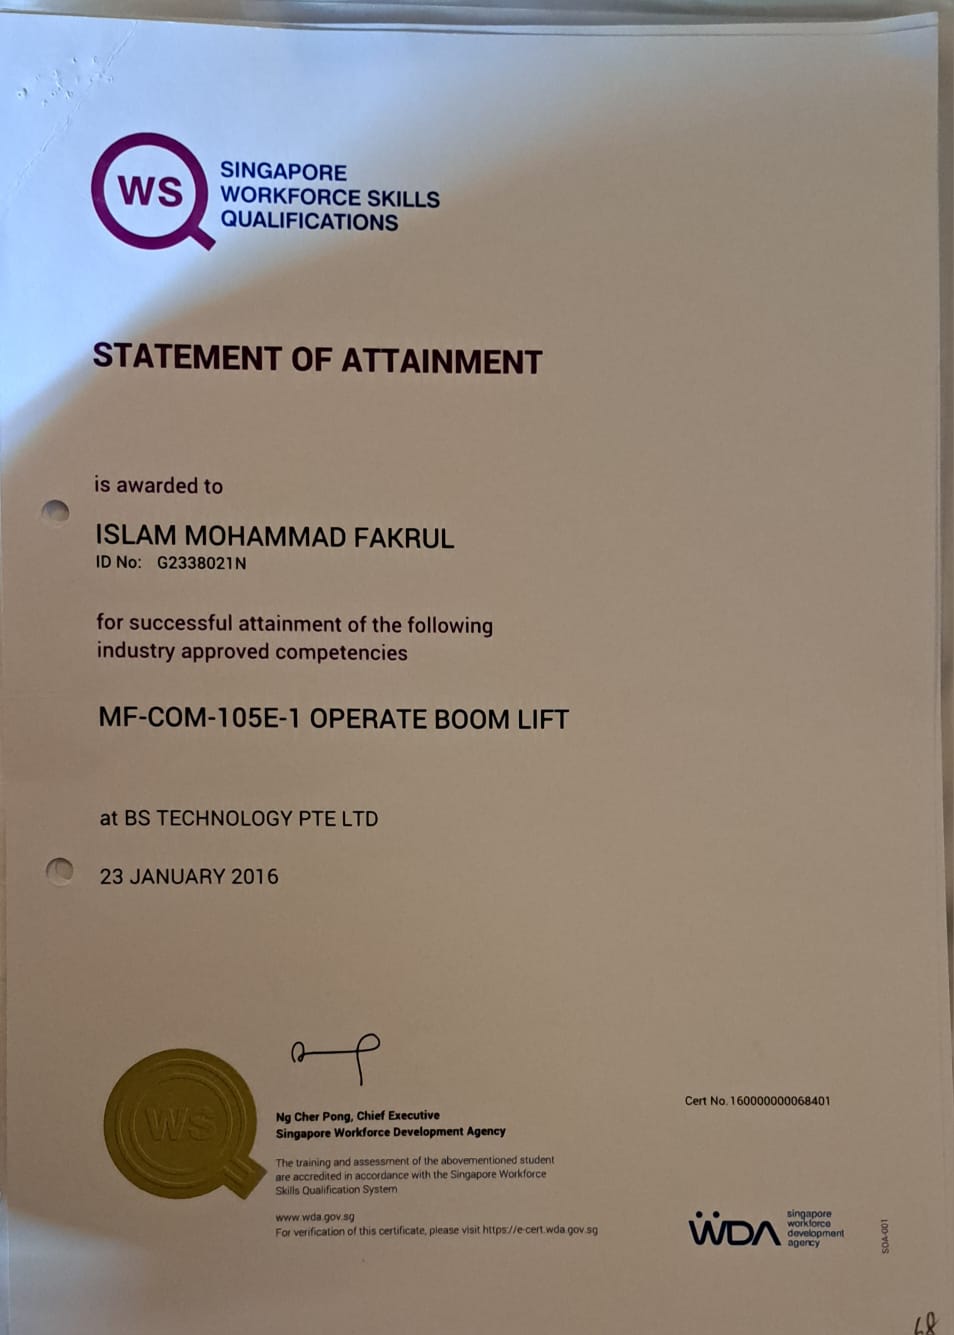 WS
SINGAPORE
WORKFORCE SKILLS
QUALIFICATIONS
STATEMENT OF ATTAINMENT
is awarded to
ISLAM MOHAMMAD FAKRUL
ID No: G2338021N
for successful attainment of the following
industry approved competencies
MF-COM-105E-1 OPERATE BOOM LIFT
at BS TECHNOLOGY PTE LTD
23 JANUARY 2016
WS
Ng Cher Pong, Chief Executive
Singapore Workforce Development Agency
The training and assessment of the abovementioned student
are accredited in accordance with the Singapore Workforce
Skills Qualification System
www.wda.gov.sg
For verification of this certificate, please visit https://e-cert.wda.gov.sg
Cert No. 160000000068401
WDA
singapore
workforce
development
agency
SOA-001
68